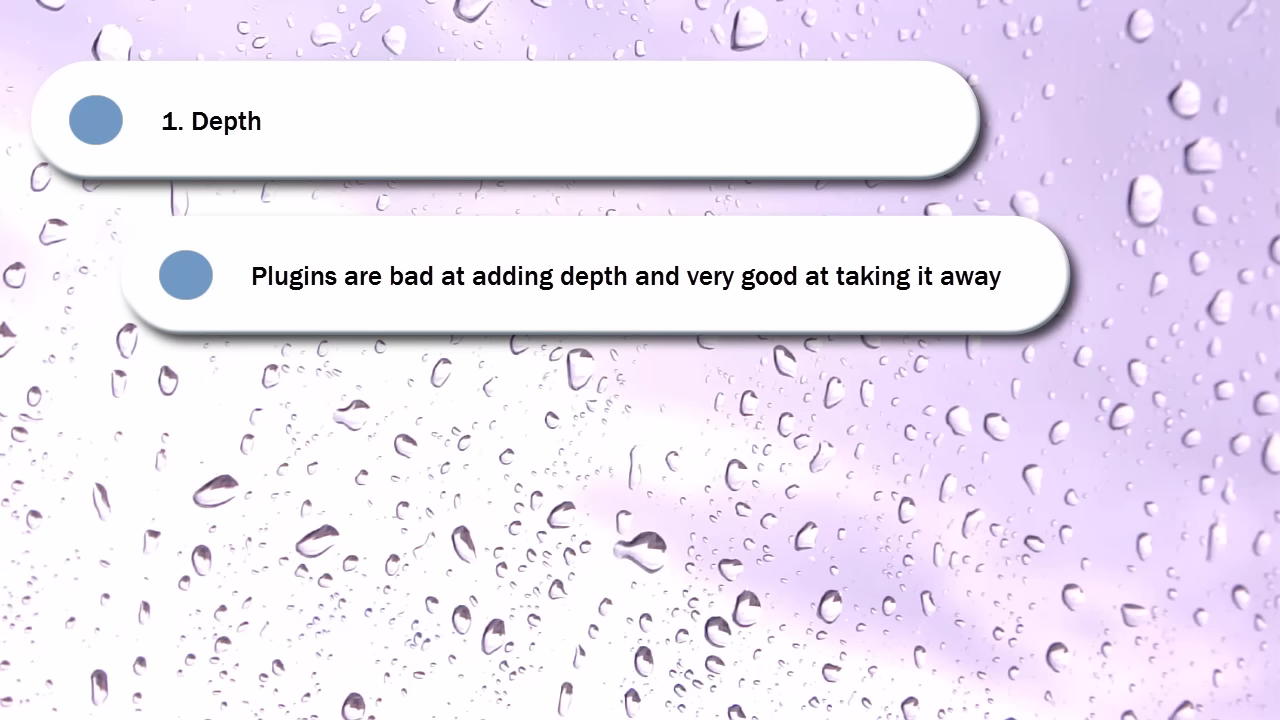 1. Depth
Plugins are bad at adding depth and very good at taking it away